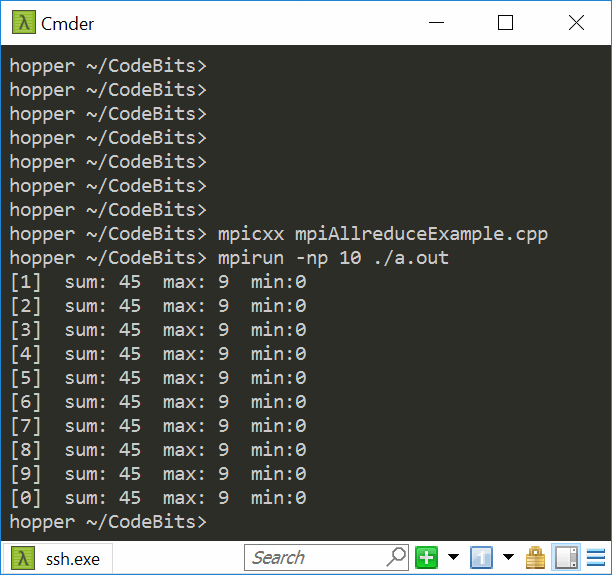 Cmder
hopper ~/CodeBits>
hopper ~/CodeBits>
hopper ~/CodeBits>
hopper ~/CodeBits>
hopper ~/CodeBits>
hopper ~/CodeBits>
hopper ~/CodeBits>
hopper ~/CodeBits> mpicxx mpiAllreduceExample.cpp
hopper ~/CodeBits> mpirun -np 10 ./a.out
[1]  sum: 45  max: 9  min:0
[2]  sum: 45  max: 9  min:0
[3]  sum: 45  max: 9  min:0
[4]  sum: 45  max: 9  min:0
[5]  sum: 45  max: 9  min:0
[6]  sum: 45  max: 9  min:0
[7]  sum: 45  max: 9  min:0
[8]  sum: 45  max: 9  min:0
[9]  sum: 45  max: 9  min:0
[0]  sum: 45  max: 9  min:0
hopper ~/CodeBits>
λ ssh.exe Search 1